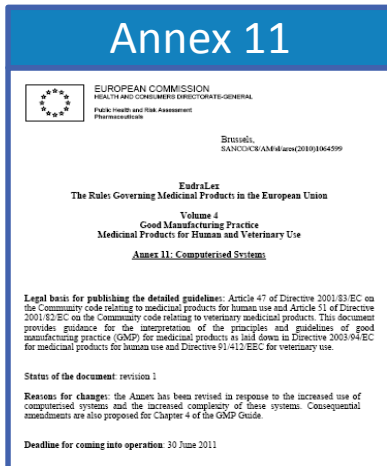 Annex 11
EUROPEAN COMMISSION
HEALTH AND CONSUMERS DIRECTORATE-GENERAL
Public Health and Risk Assessment
Pharmaceuticals
Brussels,
SANCO/C8/AM/sl/ares(2010)1064599
EudraLex
The Rules Governing Medicinal Products in the European Union
Volume 4
Good Manufacturing Practice
Medicinal Products for Human and Veterinary Use
Annex 11: Computerised Systems
Legal basis for publishing the detailed guidelines: Article 47 of Directive 2001/83/EC on
the Community code relating to medicinal products for human use and Article 51 of Directive
2001/82/EC on the Community code relating to veterinary medicinal products. This document
provides guidance for the interpretation of the principles and guidelines of good
manufacturing practice (GMP) for medicinal products as laid down in Directive 2003/94/EC
for medicinal products for human use and Directive 91/412/EEC for veterinary use.
Status of the document: revision 1
Reasons for changes: the Annex has been revised in response to the increased use of
computerised systems and the increased complexity of these systems. Consequential
amendments are also proposed for Chapter 4 of the GMP Guide.
Deadline for coming into operation: 30 June 2011